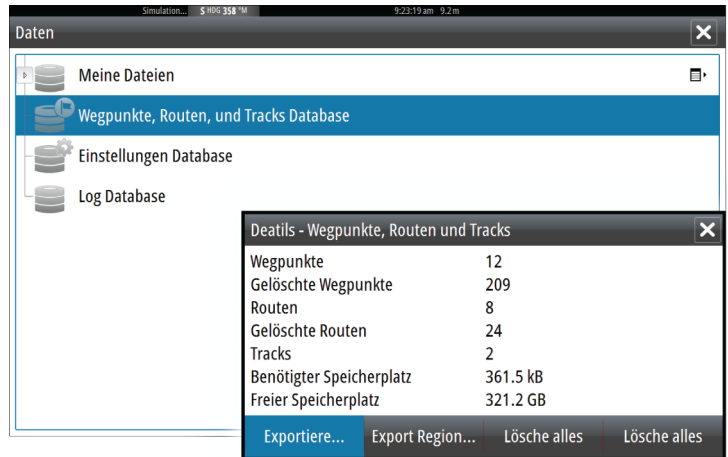 Simulation... S HDG 358 °M 9:23:19 am 9.2 m
Daten
Meine Dateien
Wegpunkte, Routen, und Tracks Database
Einstellungen Database
Log Database
Deatils - Wegpunkte, Routen und Tracks
Wegpunkte 12
Gelöschte Wegpunkte 209
Routen 8
Gelöschte Routen 24
Tracks 2
Benötigter Speicherplatz 361.5 kB
Freier Speicherplatz 321.2 GB
Exportiere... Export Region... Lösche alles Lösche alles